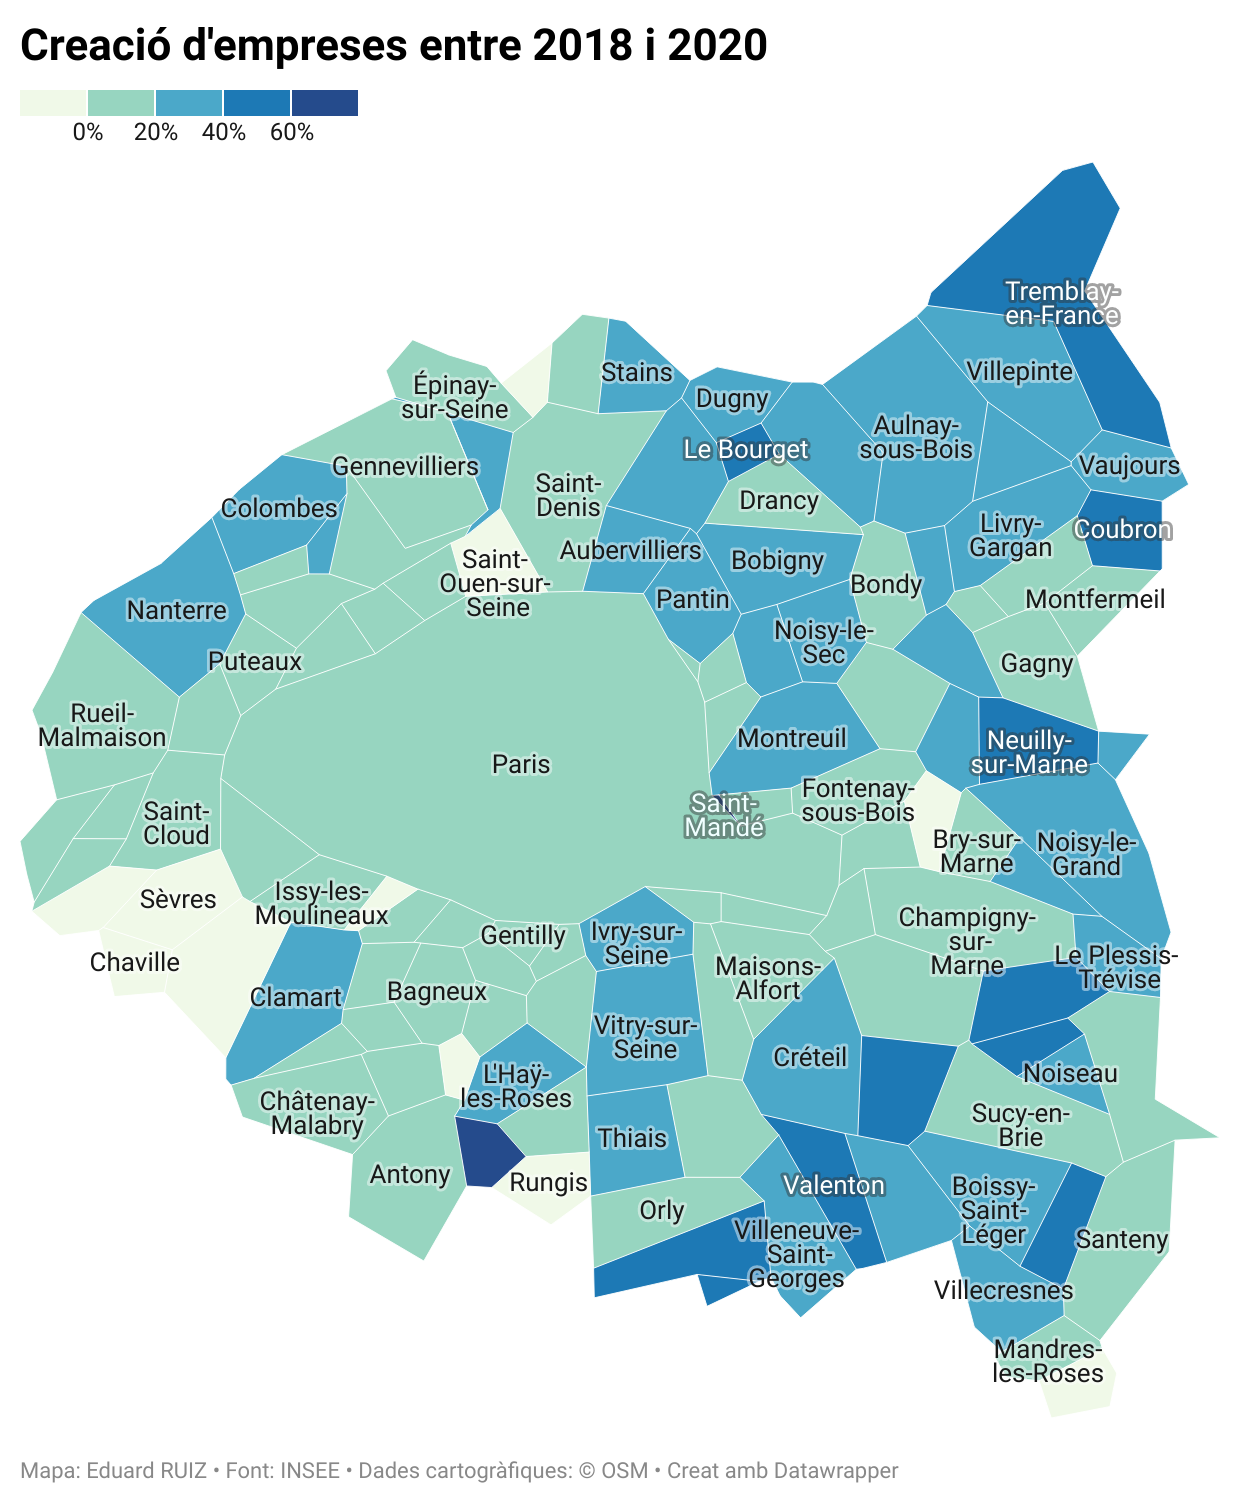 Creació d'empreses entre 2018 i 2020
0% 20% 40% 60%
Tremblay-
en-France
Stains
Villepinte
Épinay-
sur-Seine
Dugny
Aulnay-
sous-Bois
Le Bourget
Gennevilliers
Vaujours
Saint-
Denis
Drancy
Colombes
Livry-
Gargan
Coubron
Aubervilliers
Bobigny
Saint-
Ouen-sur-
Seine
Bondy
Pantin
Montfermeil
Nanterre
Noisy-le-
Sec
Puteaux
Gagny
Rueil-
Malmaison
Montreuil
Neuilly-
sur-Marne
Paris
Saint-
Mandé
Fontenay-
sous-Bois
Saint-
Cloud
Bry-sur-
Marne
Noisy-le-
Grand
Sèvres
Issy-les-
Moulineaux
Champigny-
sur-
Marne
Gentilly
Ivry-sur-
Seine
Chaville
Maisons-
Alfort
Le Plessis-
Trévise
Clamart
Bagneux
Vitry-sur-
Seine
Créteil
L'Haÿ-
les-Roses
Noiseau
Châtenay-
Malabry
Sucy-en-
Brie
Thiais
Antony
Rungis
Valenton
Boissy-
Saint-
Léger
Orly
Villeneuve-
Saint-
Georges
Santeny
Villecresnes
Mandres-
les-Roses
Mapa: Eduard RUIZ • Font: INSEE • Dades cartogràfiques: © OSM • Creat amb Datawrapper